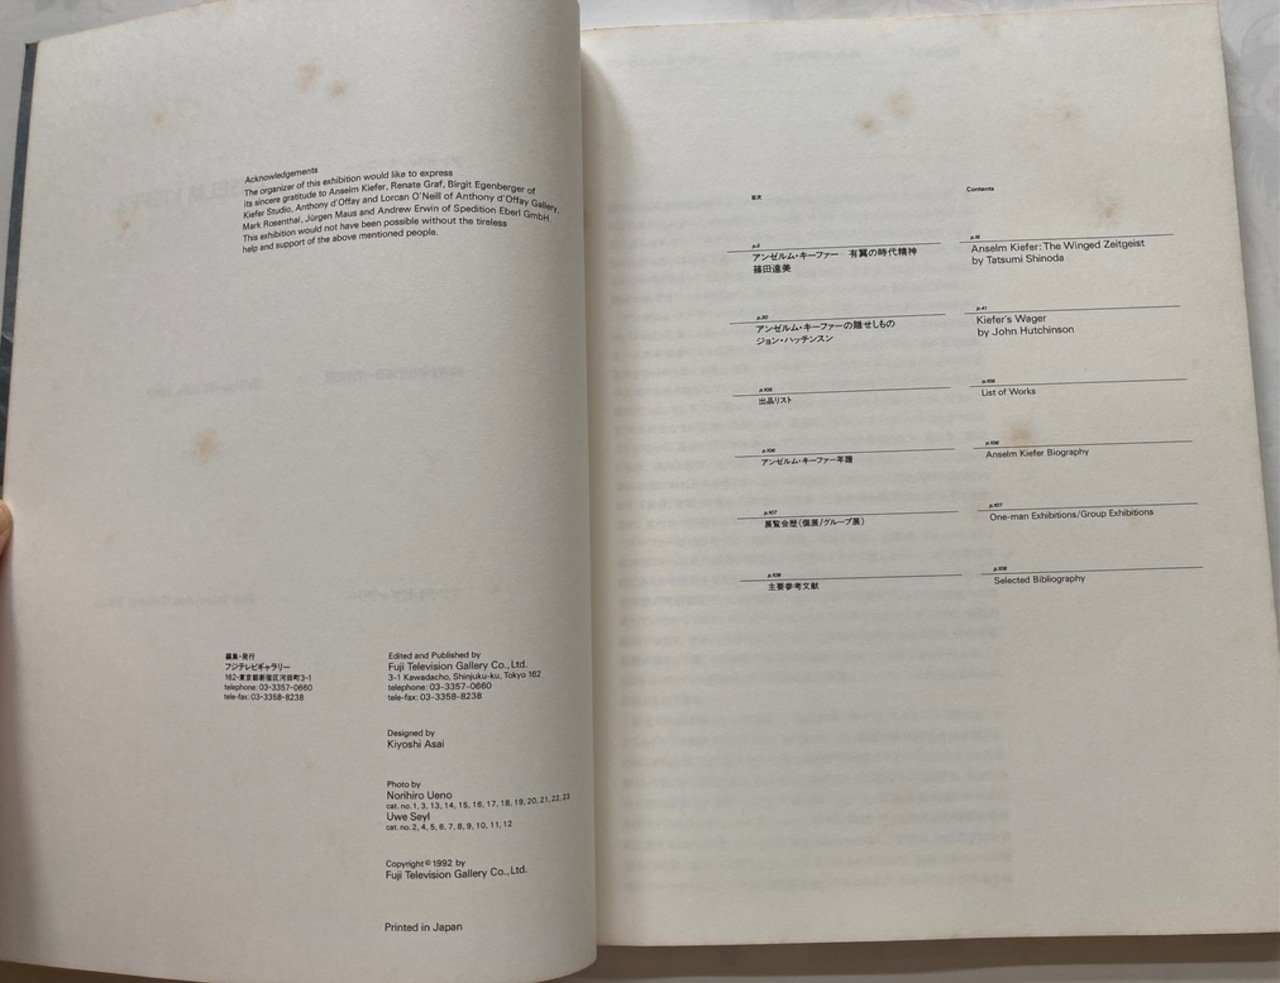 Acknowledgements
The organizer of this exhibition would like to express
its sincere gratitude to Anselm Kiefer, Renate Graf, Birgit Egenberger of
Kiefer Studio, Anthony d'Offay and Lorcan O'Neill of Anthony d'Offay Gallery,
Mark Rosenthal, Jürgen Maus and Andrew Erwin of Spedition Eberl GmbH.
This exhibition would not have been possible without the tireless
help and support of the above mentioned people.
編集・発行
フジテレビギャラリー
162・東京都新宿区河田町3-1
telephone: 03-3357-0660
tele-fax: 03-3358-8238
Edited and Published by
Fuji Television Gallery Co., Ltd.
3-1 Kawadacho, Shinjuku-ku, Tokyo 162
telephone: 03-3357-0660
tele-fax: 03-3358-8238
Designed by
Kiyoshi Asai
Photo by
Norihiro Ueno
cat. no. 1, 3, 13, 14, 15, 16, 17, 18, 19, 20, 21, 22, 23
Uwe Seyl
cat. no. 2, 4, 5, 6, 7, 8, 9, 10, 11, 12
Copyright © 1992 by
Fuji Television Gallery Co., Ltd.
Printed in Japan
目次
アンゼルム・キーファー　有翼の時代精神
篠田達美
p.30
アンゼルム・キーファーの隠せしもの
ジョン・ハッチンスン
出品リスト
p.106
アンゼルム・キーファー年譜
p.107
展覧会歴(個展/グループ展)
主要参考文献
Contents
Anselm Kiefer: The Winged Zeitgeist
by Tatsumi Shinoda
p.41
Kiefer's Wager
by John Hutchinson
List of Works
p.106
Anselm Kiefer Biography
p.107
One-man Exhibitions/Group Exhibitions
Selected Bibliography